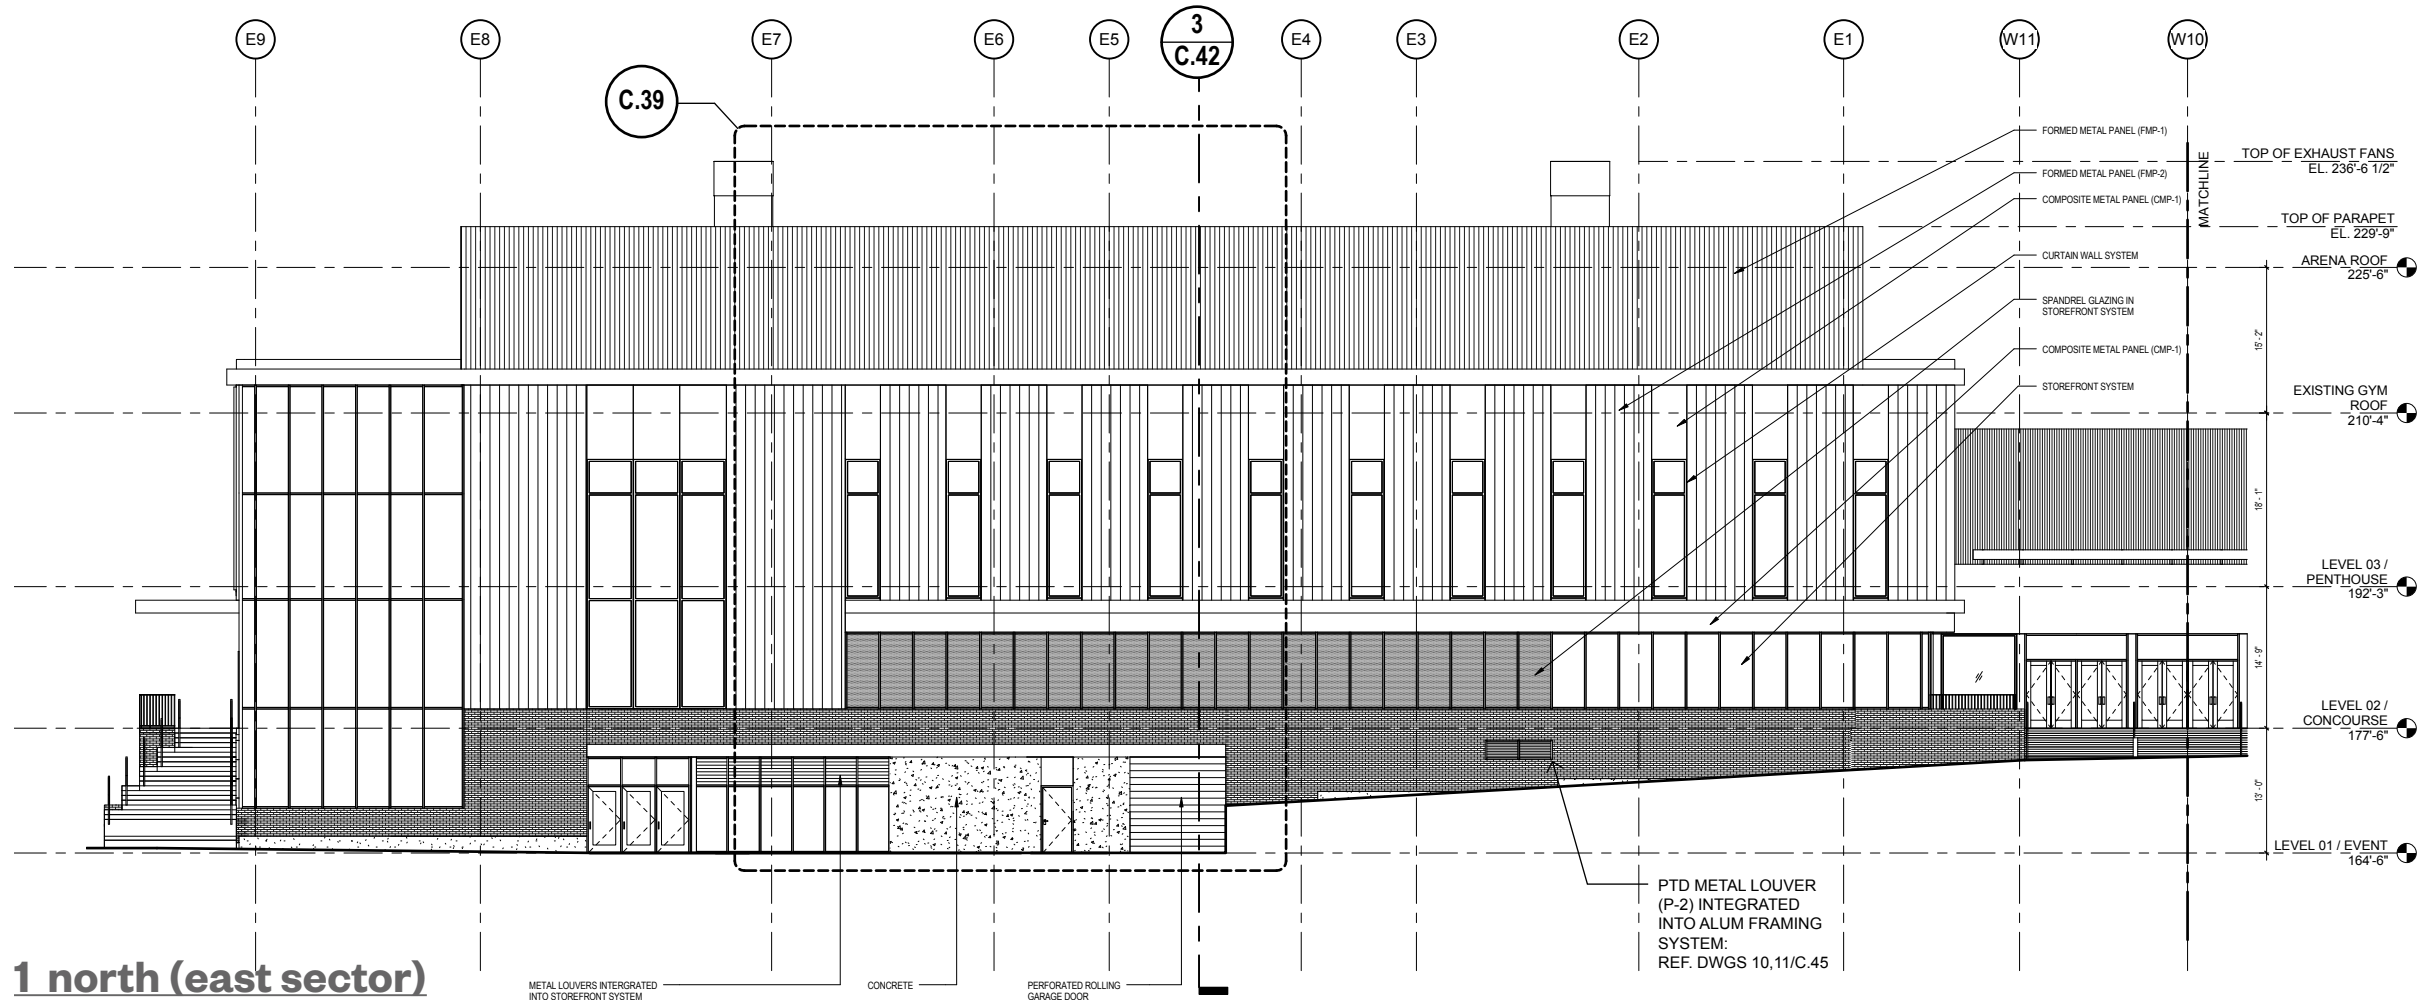 E9
E8
E7
E6
E5
3
C.42
E4
E3
E2
E1
W11
W10
C.39
FORMED METAL PANEL (FMP-1)
FORMED METAL PANEL (FMP-2)
COMPOSITE METAL PANEL (CMP-1)
CURTAIN WALL SYSTEM
SPANDREL GLAZING IN
STOREFRONT SYSTEM
COMPOSITE METAL PANEL (CMP-1)
STOREFRONT SYSTEM
MATCHLINE
TOP OF EXHAUST FANS
EL. 236'-6 1/2"
TOP OF PARAPET
EL. 229'-9"
ARENA ROOF
225'-6"
15' - 2"
EXISTING GYM
ROOF
210'-4"
18' - 1"
LEVEL 03 /
PENTHOUSE
192'-3"
14' - 9"
LEVEL 02 /
CONCOURSE
177'-6"
13' - 0"
LEVEL 01 / EVENT
164'-6"
PTD METAL LOUVER
(P-2) INTEGRATED
INTO ALUM FRAMING
SYSTEM:
REF. DWGS 10,11/C.45
1 north (east sector)
METAL LOUVERS INTERGRATED
INTO STOREFRONT SYSTEM
CONCRETE
PERFORATED ROLLING
GARAGE DOOR